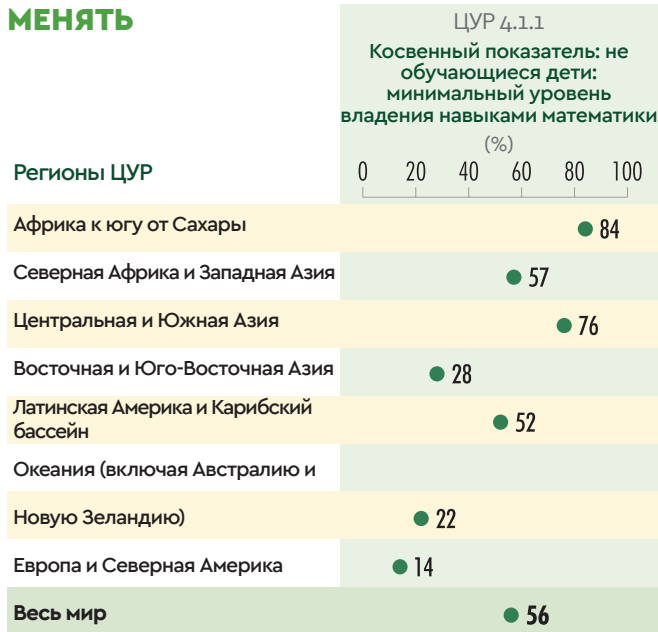 МЕНЯТЬ
ЦУР 4.1.1
Косвенный показатель: не
обучающиеся дети:
минимальный уровень
владения навыками математики
(%)
Регионы ЦУР
0 20 40 60 80 100
Африка к югу от Сахары 84
Северная Африка и Западная Азия 57
Центральная и Южная Азия 76
Восточная и Юго-Восточная Азия 28
Латинская Америка и Карибский
бассейн 52
Океания (включая Австралию и
Новую Зеландию) 22
Европа и Северная Америка 14
Весь мир 56